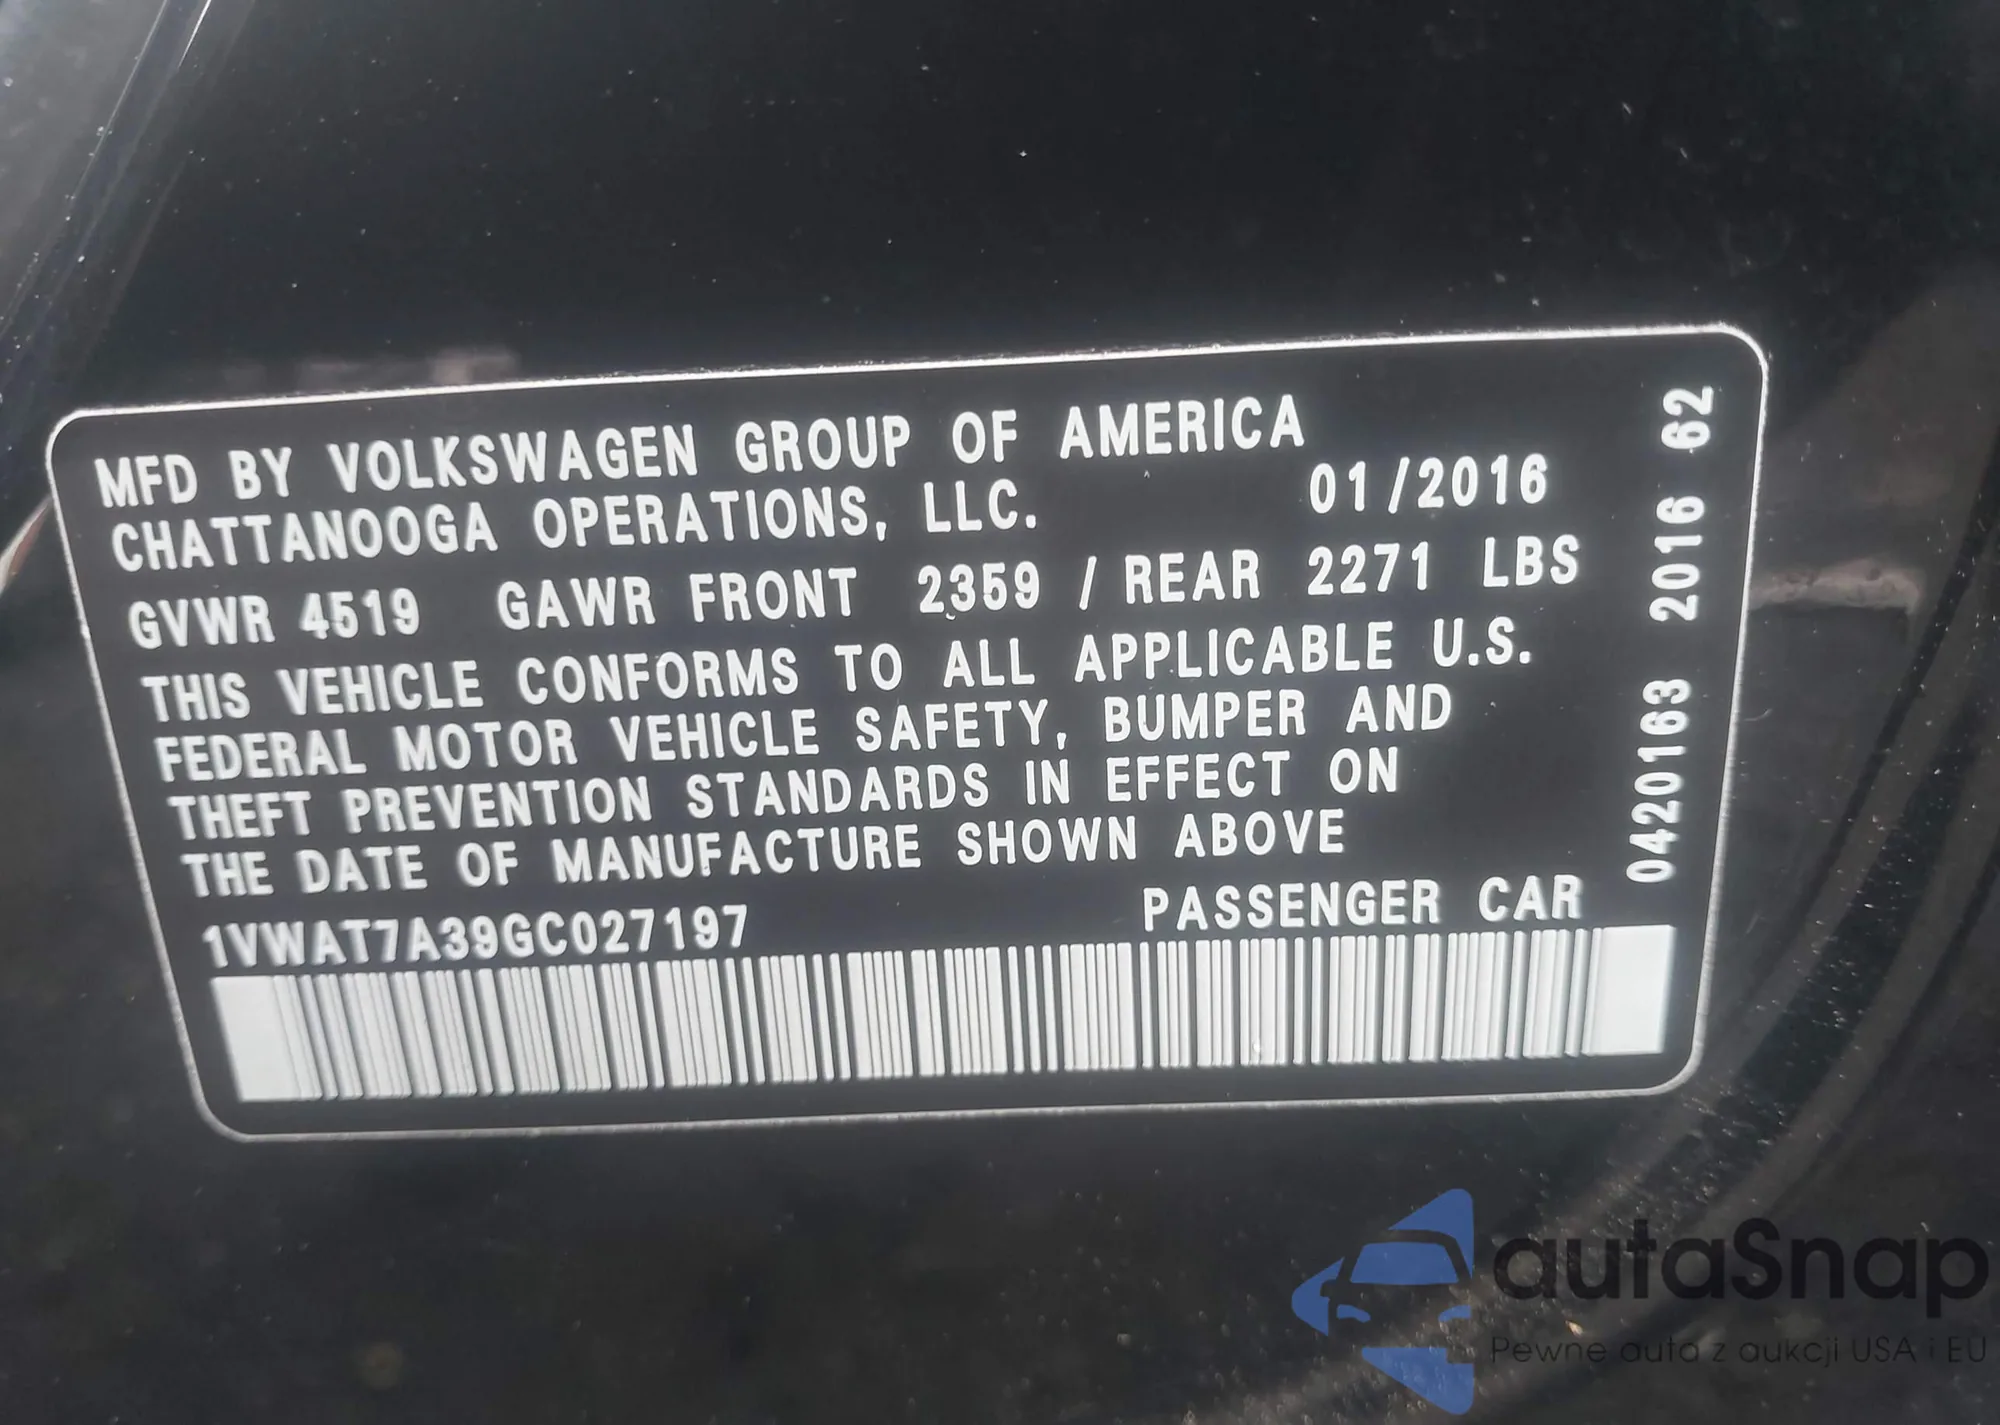 MFD BY VOLKSWAGEN GROUP OF AMERICA
CHATTANOOGA OPERATIONS, LLC. 01/2016
GVWR 4519 GAWR FRONT 2359 / REAR 2271 LBS
THIS VEHICLE CONFORMS TO ALL APPLICABLE U.S.
FEDERAL MOTOR VEHICLE SAFETY, BUMPER AND
THEFT PREVENTION STANDARDS IN EFFECT ON
THE DATE OF MANUFACTURE SHOWN ABOVE
1VWAT7A39GC027197 PASSENGER CAR
0420163 2016 62
autaSnap
Pewne auta z aukcji USA i EU